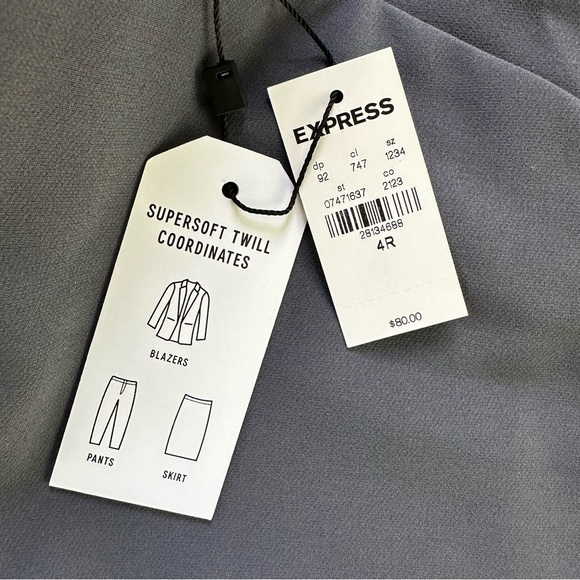 EXPRESS
dp cl sz
92 747 1234
st co
07471637 2123
28134688
4R
$80.00
SUPERSOFT TWILL
COORDINATES
BLAZERS
PANTS
SKIRT